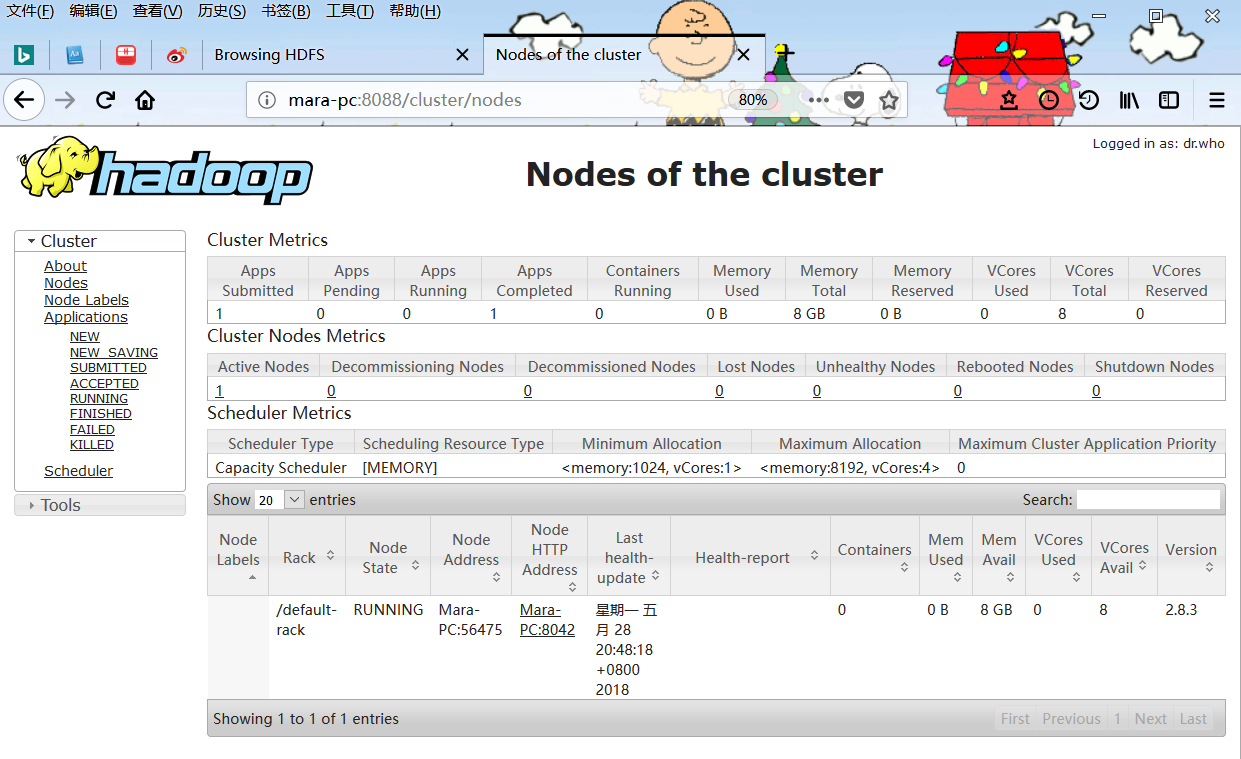 文件(F) 编辑(E) 查看(V) 历史(S) 书签(B) 工具(T) 帮助(H)
Browsing HDFS
Nodes of the cluster
mara-pc:8088/cluster/nodes
80%
hadoop
Nodes of the cluster
Logged in as: dr.who
Cluster
About
Nodes
Node Labels
Applications
NEW
NEW_SAVING
SUBMITTED
ACCEPTED
RUNNING
FINISHED
FAILED
KILLED
Scheduler
Tools
Cluster Metrics
Apps Submitted Apps Pending Apps Running Apps Completed Containers Running Memory Used Memory Total Memory Reserved VCores Used VCores Total VCores Reserved
1 0 0 1 0 0 B 8 GB 0 B 0 8 0
Cluster Nodes Metrics
Active Nodes Decommissioning Nodes Decommissioned Nodes Lost Nodes Unhealthy Nodes Rebooted Nodes Shutdown Nodes
1 0 0 0 0 0 0
Scheduler Metrics
Scheduler Type Scheduling Resource Type Minimum Allocation Maximum Allocation Maximum Cluster Application Priority
Capacity Scheduler [MEMORY] <memory:1024, vCores:1> <memory:8192, vCores:4> 0
Show 20 entries Search:
Node Labels Rack Node State Node Address Node HTTP Address Last health-update Health-report Containers Mem Used Mem Avail VCores Used VCores Avail Version
/default-rack RUNNING Mara-PC:56475 Mara-PC:8042 星期一 五月 28 20:48:18 +0800 2018 0 0 B 8 GB 0 8 2.8.3
Showing 1 to 1 of 1 entries First Previous 1 Next Last